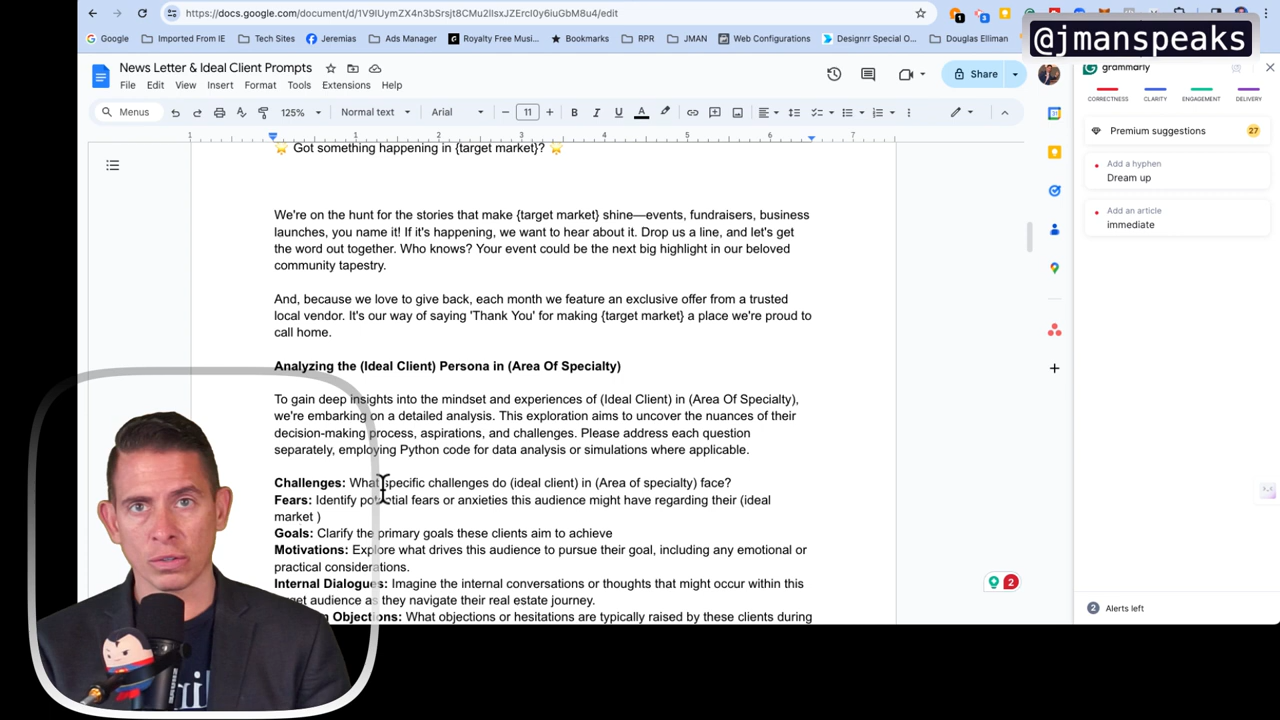 https://docs.google.com/document/d/1V9IUymZX4n3bSrsjt8CMu2lIsxJZErcI0y6iuGbM8u4/edit
@jmanspeaks
Google Imported From IE Tech Sites Jeremias Ads Manager Royalty Free Musi... Bookmarks RPR JMAN Web Configurations Designrr Special O... Douglas Elliman
News Letter & Ideal Client Prompts
Share
grammarly
File Edit View Insert Format Tools Extensions Help
CORRECTNESS CLARITY ENGAGEMENT DELIVERY
Menus 125% Normal text Arial 11 B I U A
1 1 2 3 4 5 6 7
Premium suggestions 27
Got something happening in {target market}?
Add a hyphen
Dream up
Add an article
immediate
We're on the hunt for the stories that make {target market} shine—events, fundraisers, business
launches, you name it! If it's happening, we want to hear about it. Drop us a line, and let's get
the word out together. Who knows? Your event could be the next big highlight in our beloved
community tapestry.
And, because we love to give back, each month we feature an exclusive offer from a trusted
local vendor. It's our way of saying 'Thank You' for making {target market} a place we're proud to
call home.
Analyzing the (Ideal Client) Persona in (Area Of Specialty)
To gain deep insights into the mindset and experiences of (Ideal Client) in (Area Of Specialty),
we're embarking on a detailed analysis. This exploration aims to uncover the nuances of their
decision-making process, aspirations, and challenges. Please address each question
separately, employing Python code for data analysis or simulations where applicable.
Challenges: What specific challenges do (ideal client) in (Area of specialty) face?
Fears: Identify potential fears or anxieties this audience might have regarding their (ideal
market )
Goals: Clarify the primary goals these clients aim to achieve
Motivations: Explore what drives this audience to pursue their goal, including any emotional or
practical considerations.
Internal Dialogues: Imagine the internal conversations or thoughts that might occur within this
audience as they navigate their real estate journey.
Objections: What objections or hesitations are typically raised by these clients during
2
2 Alerts left